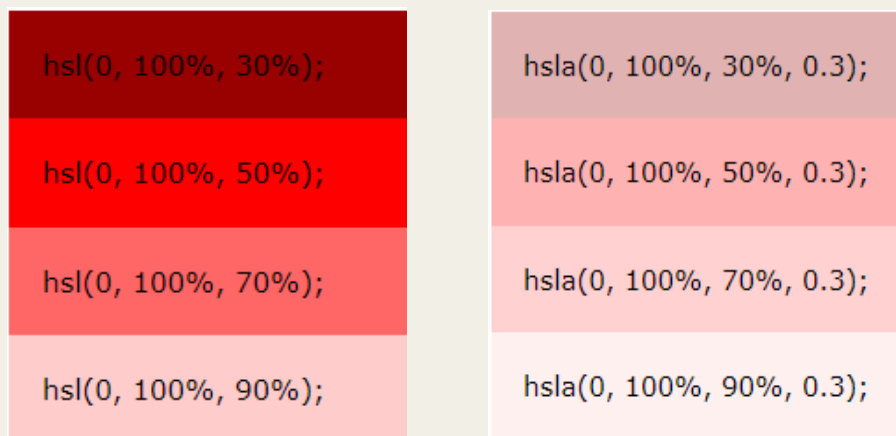 hsl(0, 100%, 30%);
hsl(0, 100%, 50%);
hsl(0, 100%, 70%);
hsl(0, 100%, 90%);
hsla(0, 100%, 30%, 0.3);
hsla(0, 100%, 50%, 0.3);
hsla(0, 100%, 70%, 0.3);
hsla(0, 100%, 90%, 0.3);